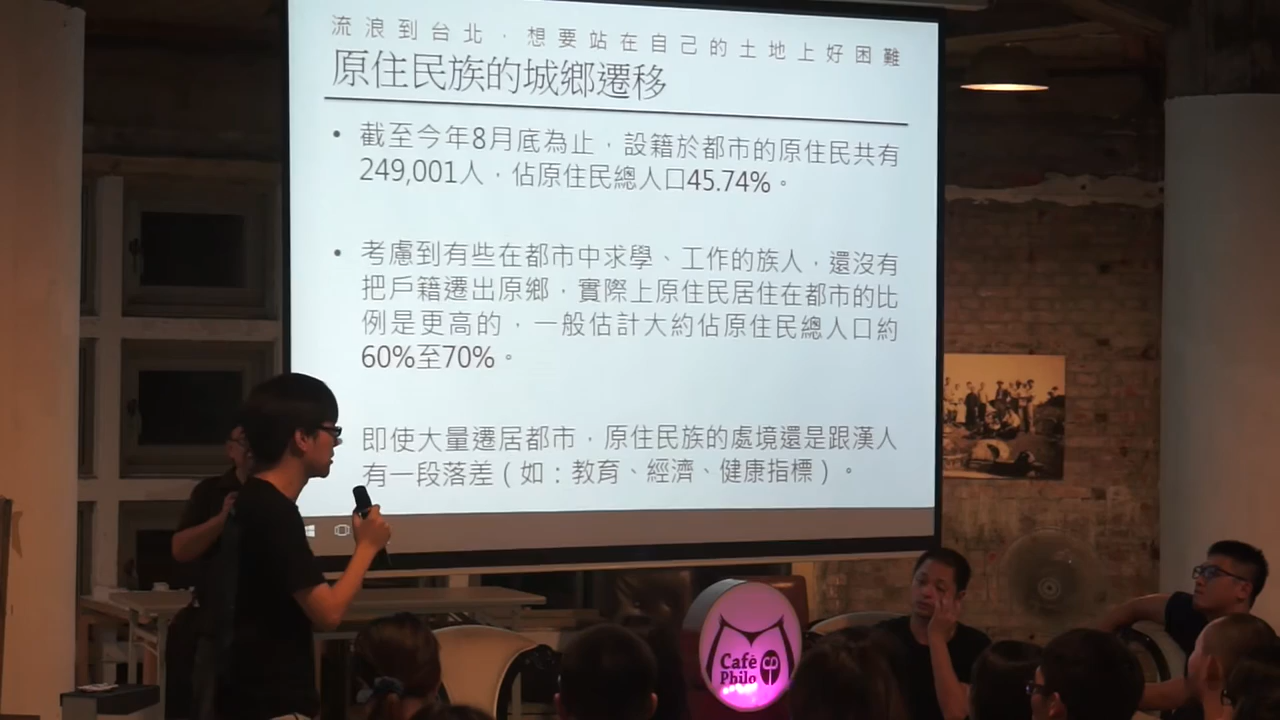 流浪到台北，想要站在自己的土地上好困難
原住民族的城鄉遷移
• 截至今年8月底為止，設籍於都市的原住民共有
249,001人，佔原住民總人口45.74%。
• 考慮到有些在都市中求學、工作的族人，還沒有
把戶籍遷出原鄉，實際上原住民居住在都市的比
例是更高的，一般估計大約佔原住民總人口約
60%至70%。
即使大量遷居都市，原住民族的處境還是跟漢人
有一段落差（如：教育、經濟、健康指標）。
Café
Philo